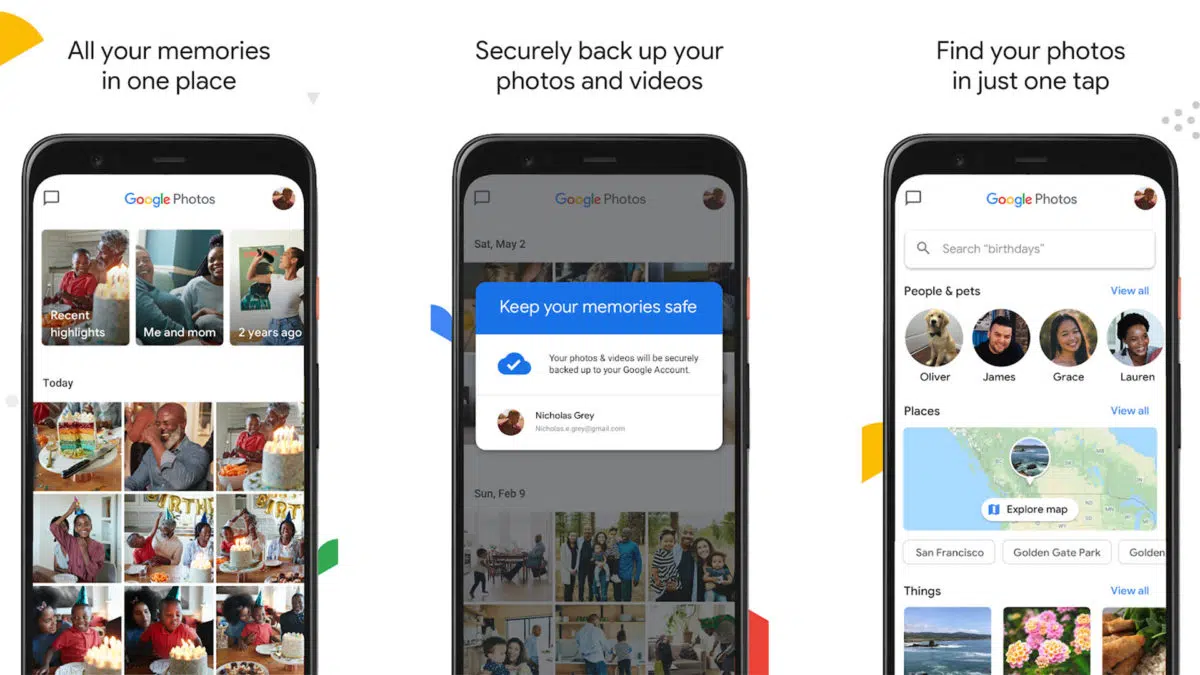 All your memories
in one place
Google Photos
Recent
highlights
Me and mom
2 years ago
Today
Securely back up your
photos and videos
Google Photos
Sat, May 2
Keep your memories safe
Your photos & videos will be securely
backed up to your Google Account.
Nicholas Grey
Nicholas.e.grey@gmail.com
Sun, Feb 9
Find your photos
in just one tap
Google Photos
Search "birthdays"
People & pets
View all
Oliver
James
Grace
Lauren
Places
View all
Explore map
San Francisco
Golden Gate Park
Golden
Things
View all